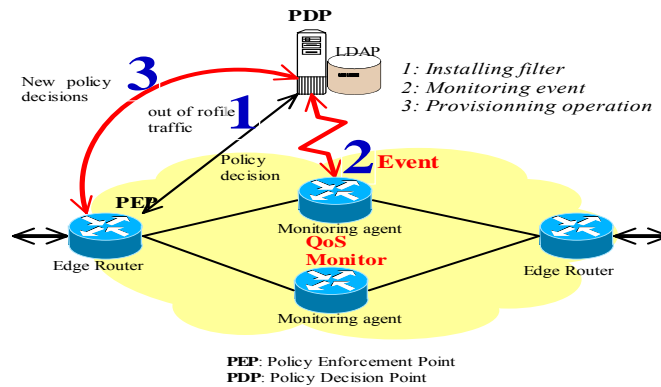 PDP
LDAP
3
New policy
decisions
out of rofile
traffic
1
1: Installing filter
2: Monitoring event
3: Provisionning operation
Policy
decision
2
Event
PEP
Edge Router
Monitoring agent
QoS
Monitor
Edge Router
Monitoring agent
PEP: Policy Enforcement Point
PDP: Policy Decision Point